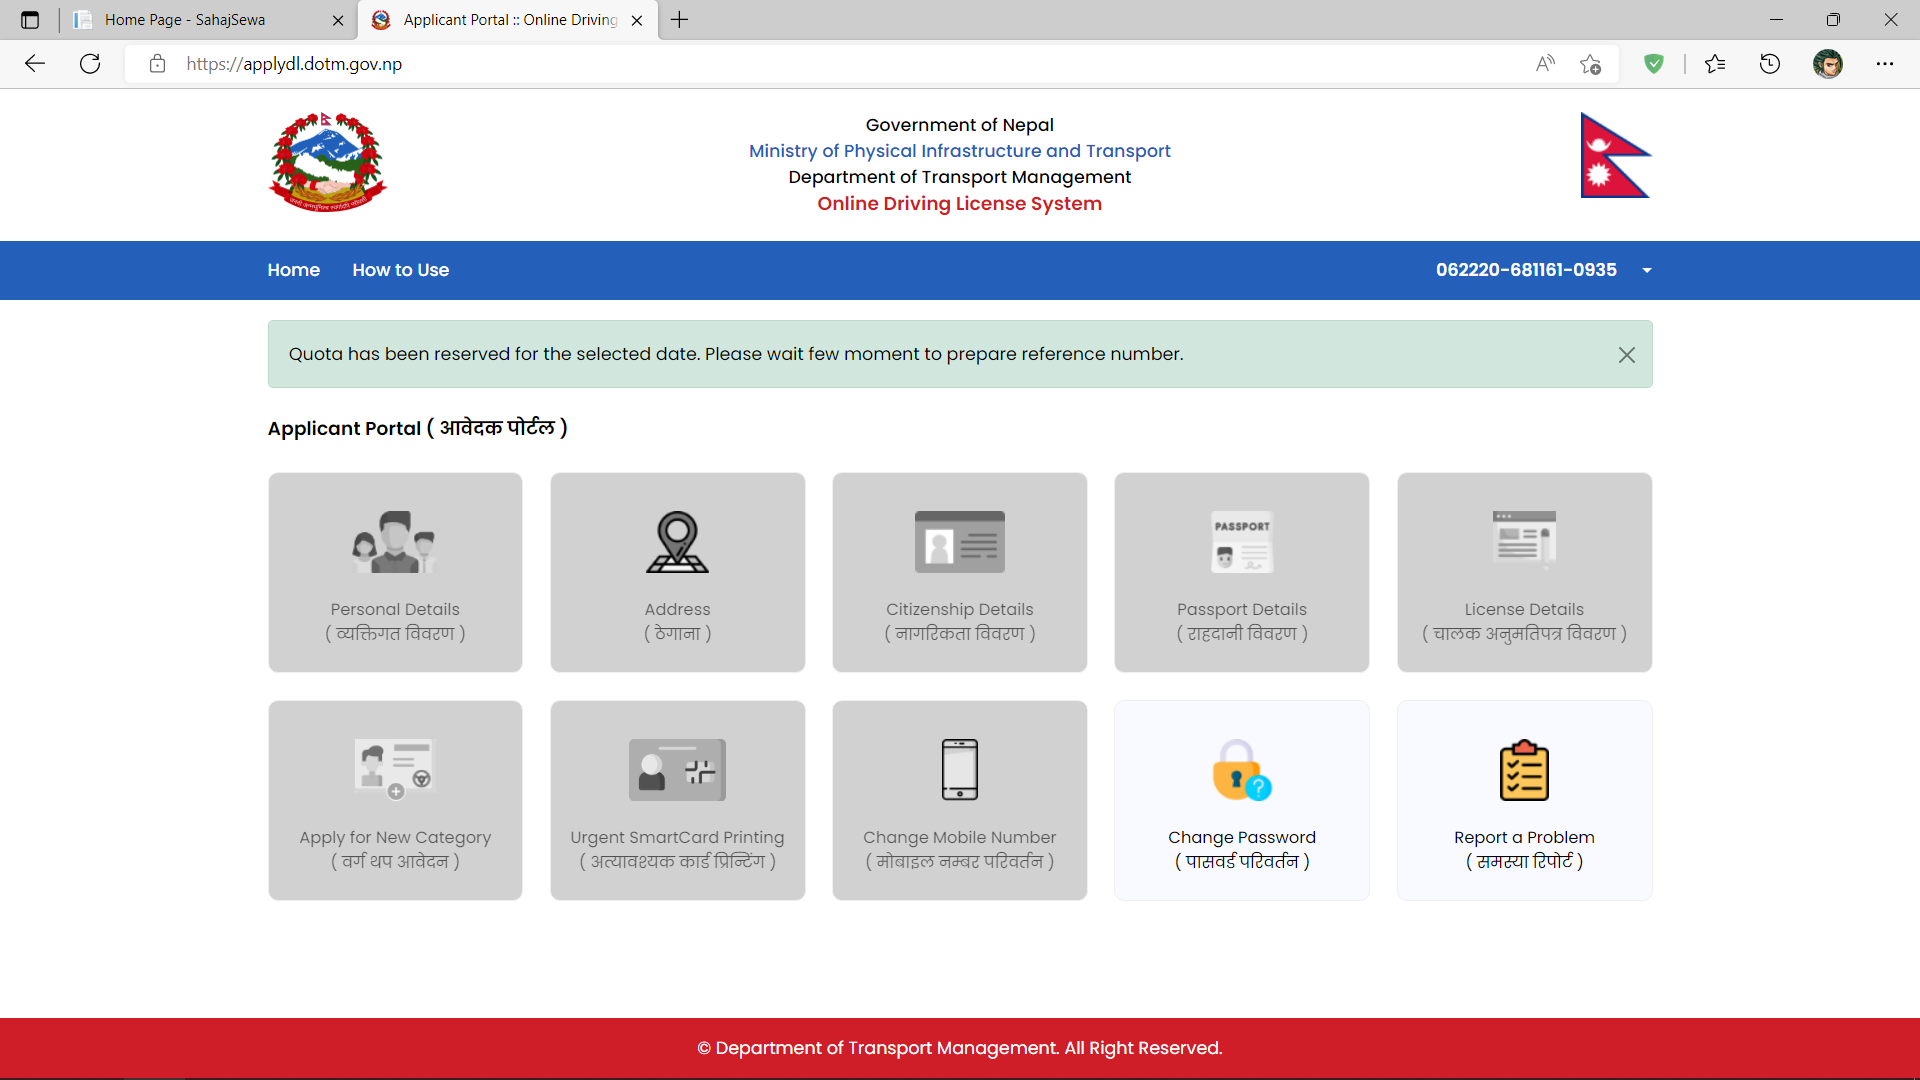 Home Page - SahajSewa
Applicant Portal :: Online Driving
https://applydl.dotm.gov.np
Government of Nepal
Ministry of Physical Infrastructure and Transport
Department of Transport Management
Online Driving License System
Home
How to Use
062220-681161-0935
Quota has been reserved for the selected date. Please wait few moment to prepare reference number.
Applicant Portal ( आवेदक पोर्टल )
PASSPORT
Personal Details
( व्यक्तिगत विवरण )
Address
( ठेगाना )
Citizenship Details
( नागरिकता विवरण )
Passport Details
( राहदानी विवरण )
License Details
( चालक अनुमतिपत्र विवरण )
Apply for New Category
( वर्ग थप आवेदन )
Urgent SmartCard Printing
( अत्यावश्यक कार्ड प्रिन्टिंग )
Change Mobile Number
( मोबाइल नम्बर परिवर्तन )
Change Password
( पासवर्ड परिवर्तन )
Report a Problem
( समस्या रिपोर्ट )
© Department of Transport Management. All Right Reserved.